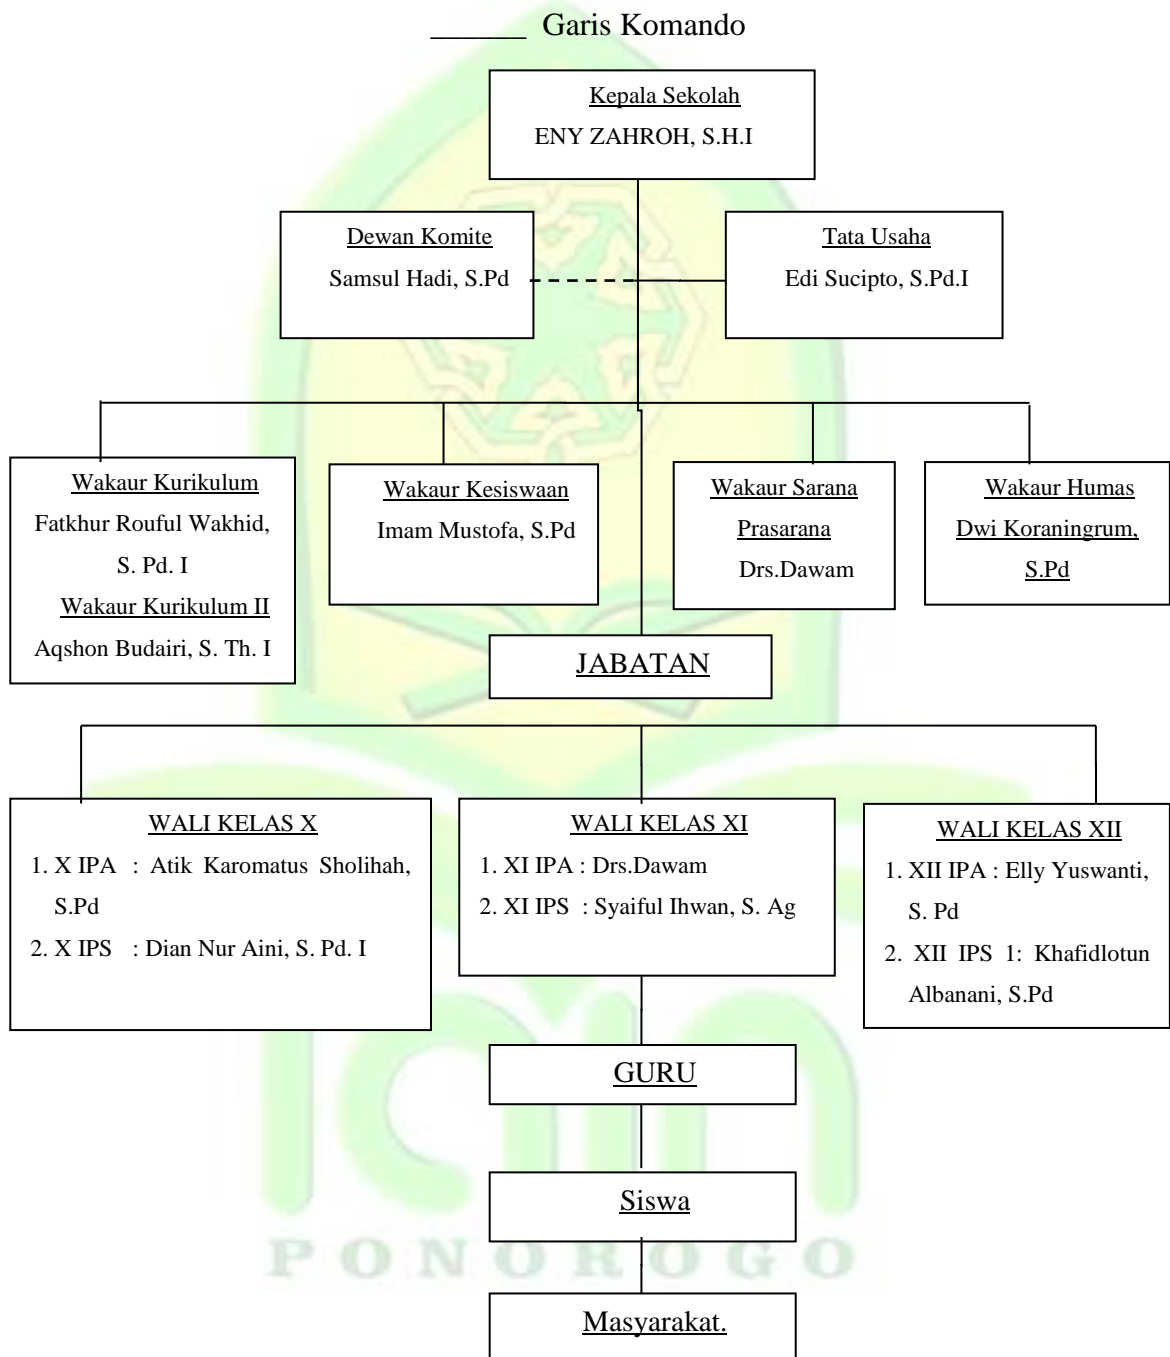 ______ Garis Komando
Kepala Sekolah
ENY ZAHROH, S.H.I
Dewan Komite
Samsul Hadi, S.Pd
Tata Usaha
Edi Sucipto, S.Pd.I
Wakaur Kurikulum
Fatkhur Rouful Wakhid,
S. Pd. I
Wakaur Kurikulum II
Aqshon Budairi, S. Th. I
Wakaur Kesiswaan
Imam Mustofa, S.Pd
Wakaur Sarana
Prasarana
Drs.Dawam
Wakaur Humas
Dwi Koraningrum,
S.Pd
JABATAN
WALI KELAS X
1. X IPA : Atik Karomatus Sholihah,
S.Pd
2. X IPS : Dian Nur Aini, S. Pd. I
WALI KELAS XI
1. XI IPA : Drs.Dawam
2. XI IPS : Syaiful Ihwan, S. Ag
WALI KELAS XII
1. XII IPA : Elly Yuswanti,
S. Pd
2. XII IPS 1: Khafidlotun
Albanani, S.Pd
GURU
Siswa
Masyarakat.
iain
PONOROGO